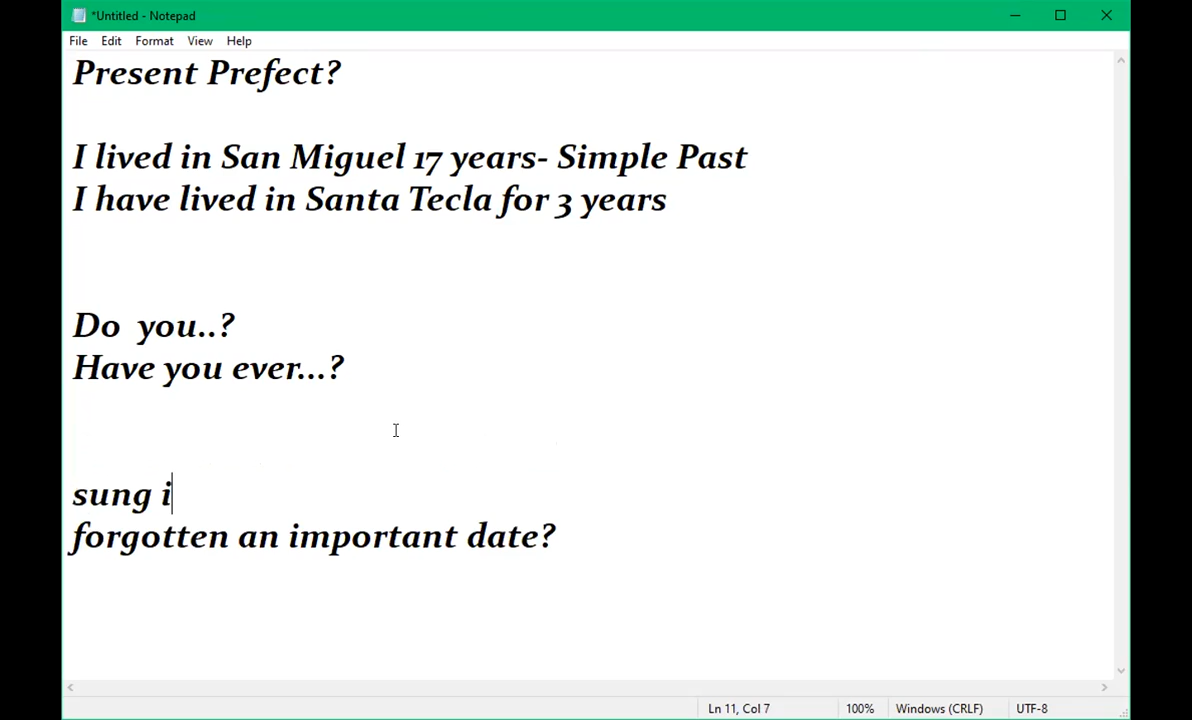 *Untitled - Notepad
File Edit Format View Help
Present Prefect?
I lived in San Miguel 17 years- Simple Past
I have lived in Santa Tecla for 3 years
Do  you..?
Have you ever...?
sung i
forgotten an important date?
Ln 11, Col 7 100% Windows (CRLF) UTF-8